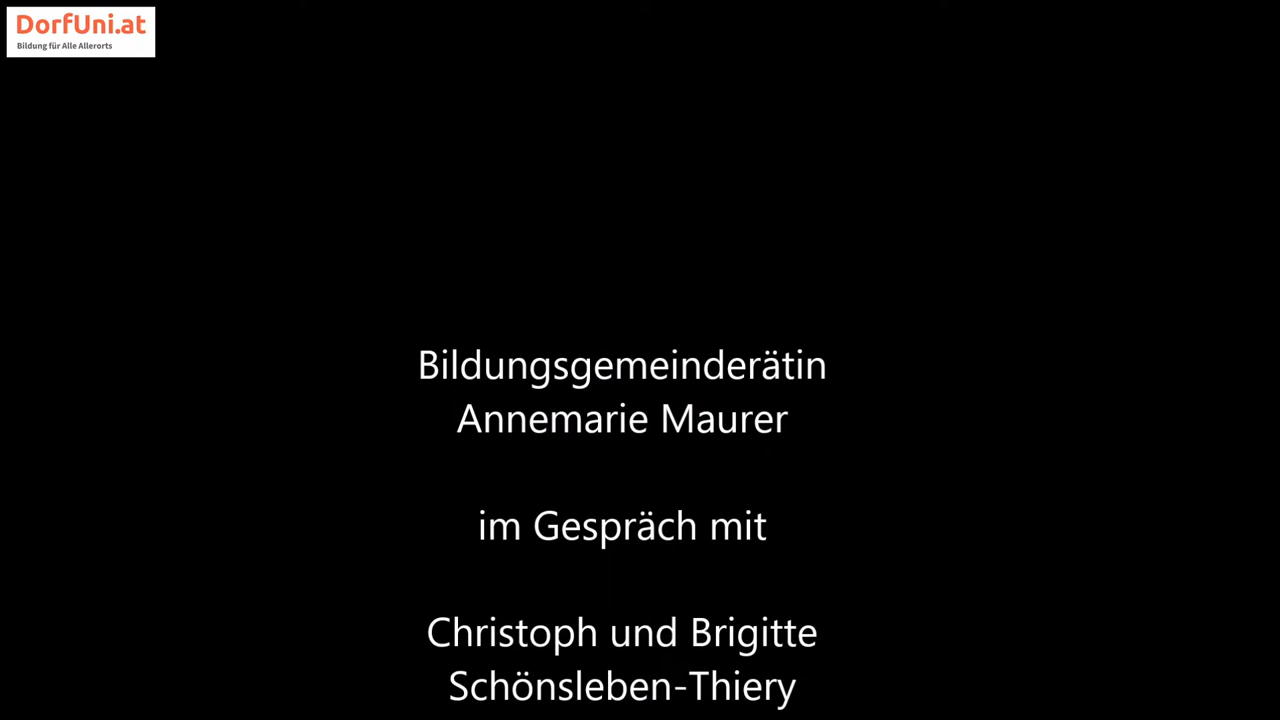 DorfUni.at
Bildung für Alle Allerorts
Bildungsgemeinderätin
Annemarie Maurer
im Gespräch mit
Christoph und Brigitte
Schönsleben-Thiery